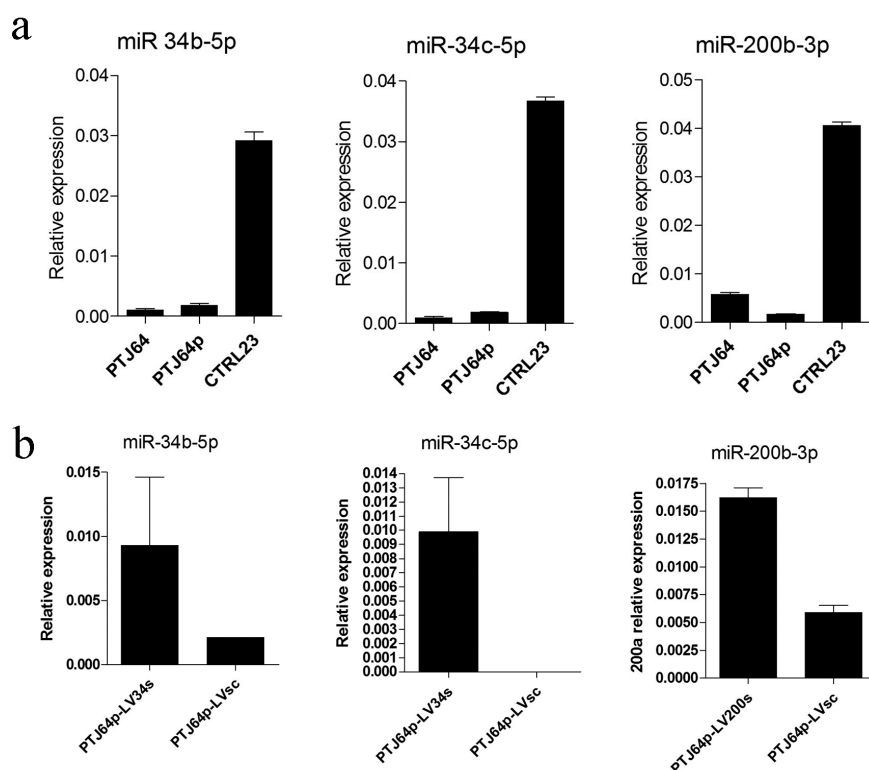 a
miR 34b-5p
miR-34c-5p
miR-200b-3p
Relative expression
0.04
0.03
0.02
0.01
0.00
PTJ64
PTJ64p
CTRL23
Relative expression
0.04
0.03
0.02
0.01
0.00
PTJ64
PTJ64p
CTRL23
Relative expression
0.05
0.04
0.03
0.02
0.01
0.00
PTJ64
PTJ64p
CTRL23
b
miR-34b-5p
miR-34c-5p
miR-200b-3p
Relative expression
0.015
0.010
0.005
0.000
PTJ64p-LV34s
PTJ64p-LVsc
Relative expression
0.014
0.013
0.012
0.011
0.010
0.009
0.008
0.007
0.006
0.005
0.004
0.003
0.002
0.001
0.000
PTJ64p-LV34s
PTJ64p-LVsc
200a relative expression
0.0175
0.0150
0.0125
0.0100
0.0075
0.0050
0.0025
0.0000
PTJ64p-LV200s
PTJ64p-LVsc